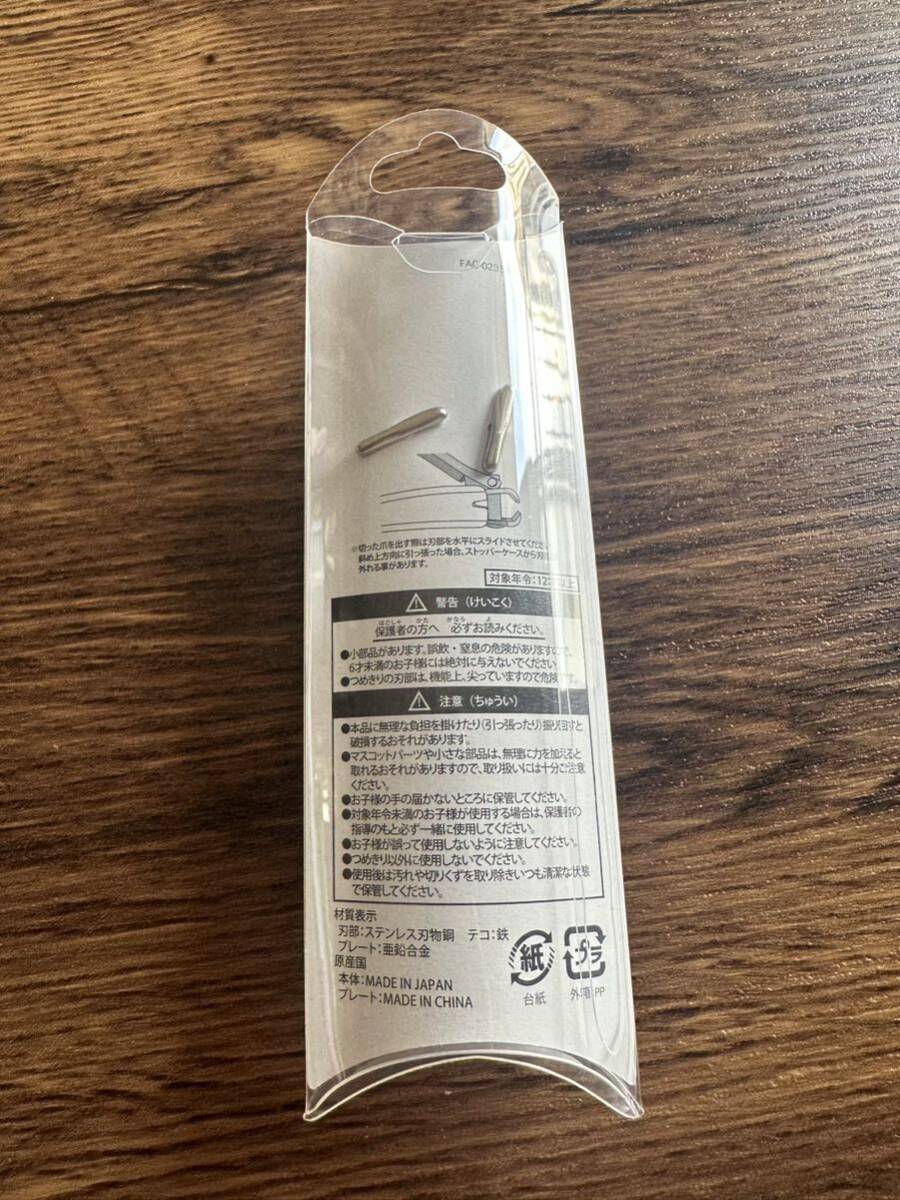 FAC-023
※切った爪を出す際は刃部を水平にスライドさせてくださ
斜め上方向に引っ張った場合、ストッパーケースから刃
外れる事があります。
対象年令:12 以上
警告(けいこく)
保護者の方へ 必ずお読みください。
●小部品があります。誤飲・窒息の危険がありますので、
6才未満のお子様には絶対に与えないでください
●つめきりの刃部は、機能上、尖っていますので危険です。
注意(ちゅうい)
●本品に無理な負担を掛けたり(引っ張ったり)振り回すと
破損するおそれがあります。
●マスコットパーツや小さな部品は、無理に力を加えると
取れるおそれがありますので、取り扱いには十分ご注意
ください。
●お子様の手の届かないところに保管してください。
●対象年令未満のお子様が使用する場合は、保護者の
指導のもと必ず一緒に使用してください。
●お子様が誤って使用しないように注意してください。
●つめきり以外に使用しないでください。
●使用後は汚れや切りくずを取り除きいつも清潔な状態
で保管してください。
材質表示
刃部:ステンレス刃物鋼 テコ:鉄
プレート:亜鉛合金
原産国
本体:MADE IN JAPAN
プレート:MADE IN CHINA
紙
台紙
プラ
外箱 PP